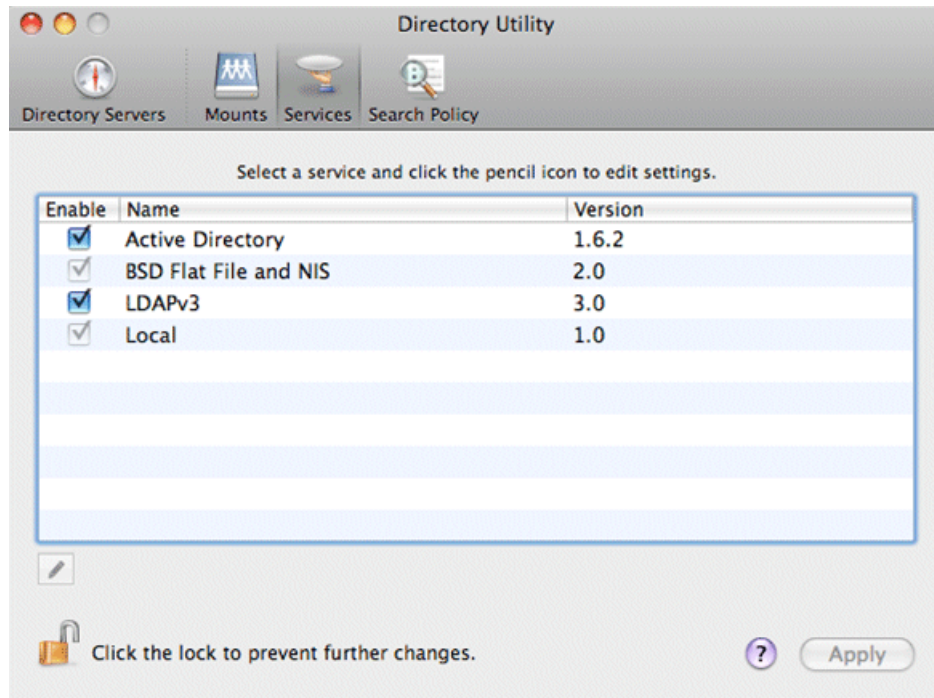 Directory Utility
Directory Servers Mounts Services Search Policy
Select a service and click the pencil icon to edit settings.
Enable Name Version
Active Directory 1.6.2
BSD Flat File and NIS 2.0
LDAPv3 3.0
Local 1.0
Click the lock to prevent further changes. ? Apply